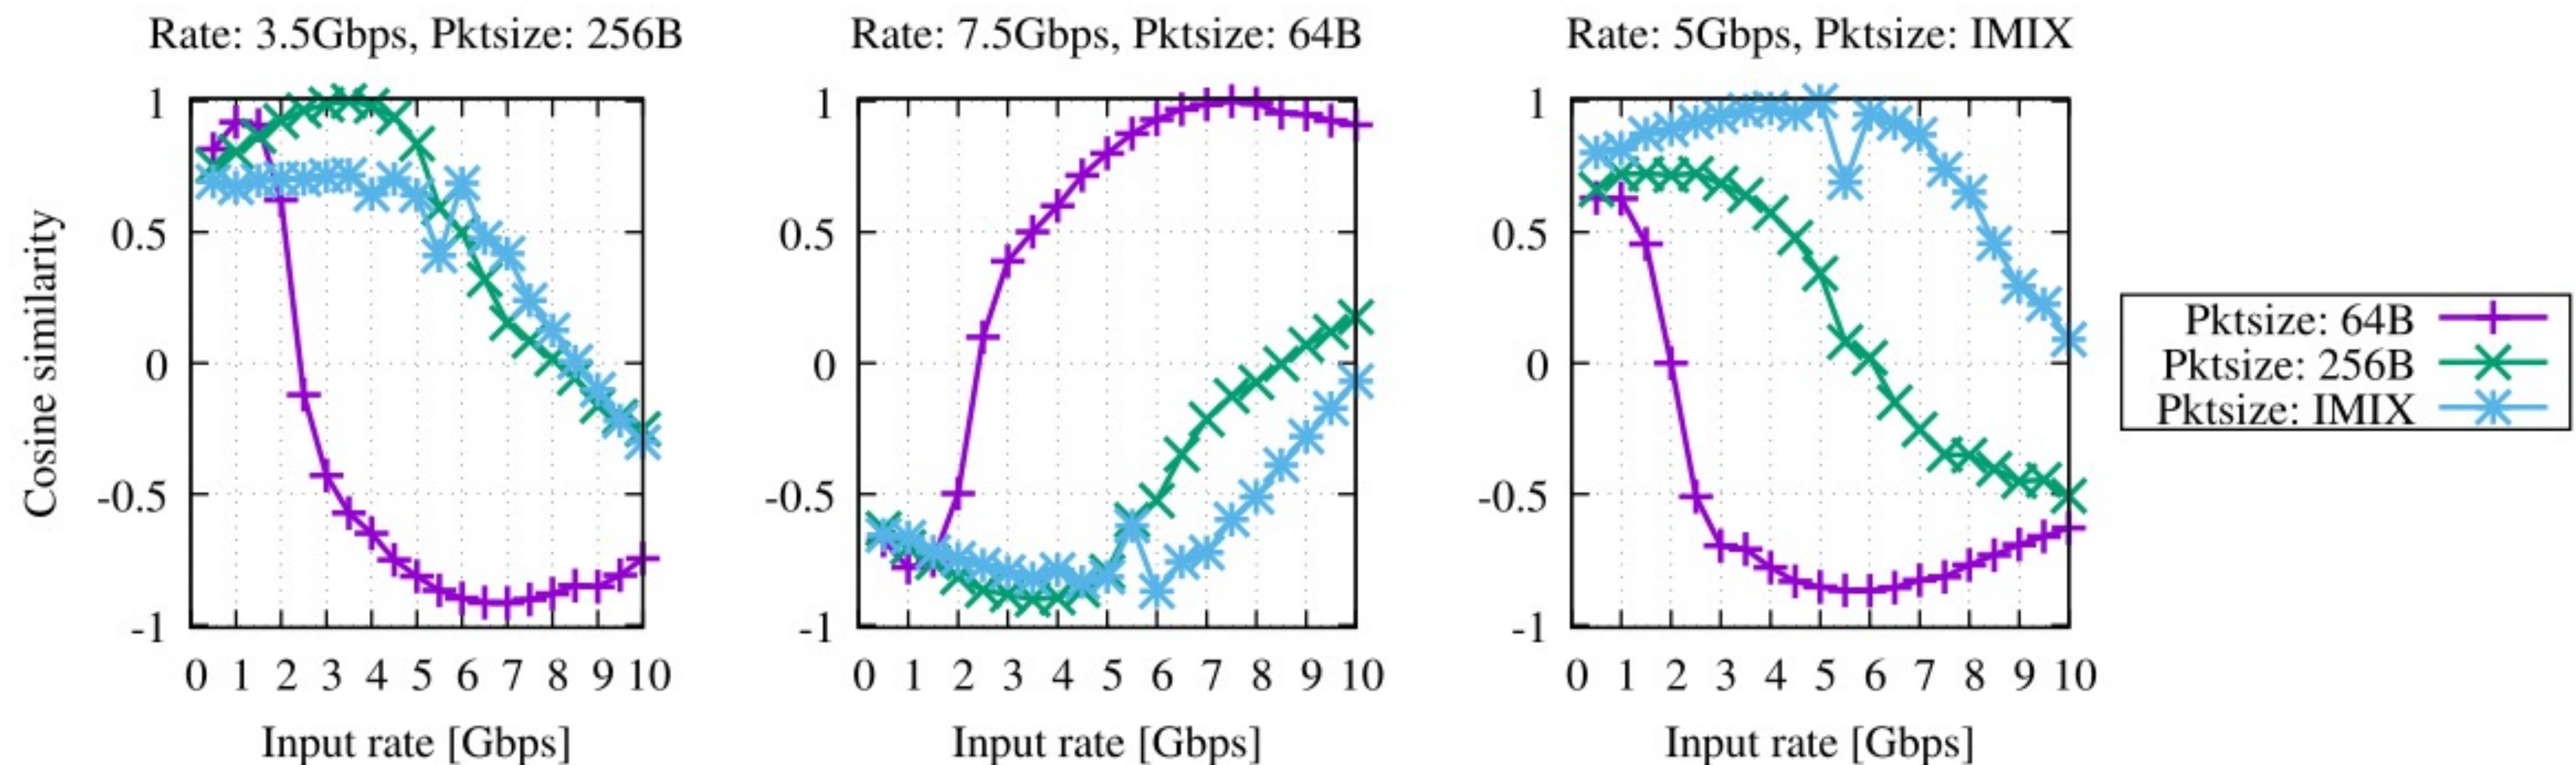 Rate: 3.5Gbps, Pktsize: 256B
Rate: 7.5Gbps, Pktsize: 64B
Rate: 5Gbps, Pktsize: IMIX
Cosine similarity
1
0.5
0
-0.5
-1
0 1 2 3 4 5 6 7 8 9 10
Input rate [Gbps]
1
0.5
0
-0.5
-1
0 1 2 3 4 5 6 7 8 9 10
Input rate [Gbps]
1
0.5
0
-0.5
-1
0 1 2 3 4 5 6 7 8 9 10
Input rate [Gbps]
Pktsize: 64B
Pktsize: 256B
Pktsize: IMIX